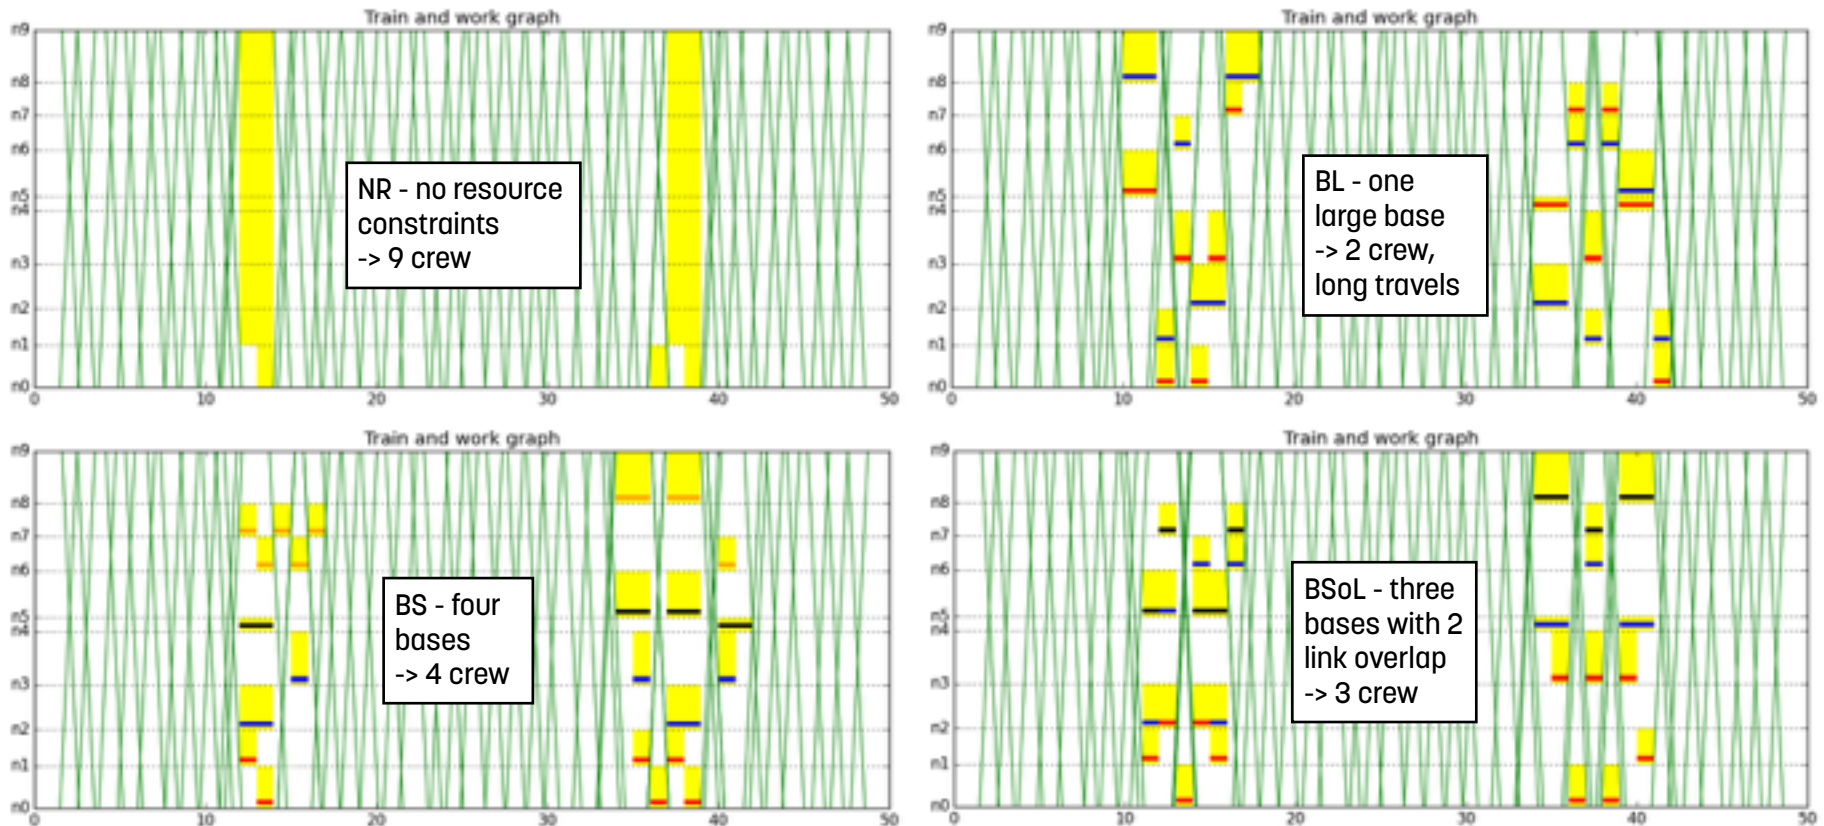 Train and work graph
n9
n8
n7
n6
n5
n4
n3
n2
n1
n0
0 10 20 30 40 50
NR - no resource
constraints
-> 9 crew
Train and work graph
n9
n8
n7
n6
n5
n4
n3
n2
n1
n0
0 10 20 30 40 50
BL - one
large base
-> 2 crew,
long travels
Train and work graph
n9
n8
n7
n6
n5
n4
n3
n2
n1
n0
0 10 20 30 40 50
BS - four
bases
-> 4 crew
Train and work graph
n9
n8
n7
n6
n5
n4
n3
n2
n1
n0
0 10 20 30 40 50
BSoL - three
bases with 2
link overlap
-> 3 crew